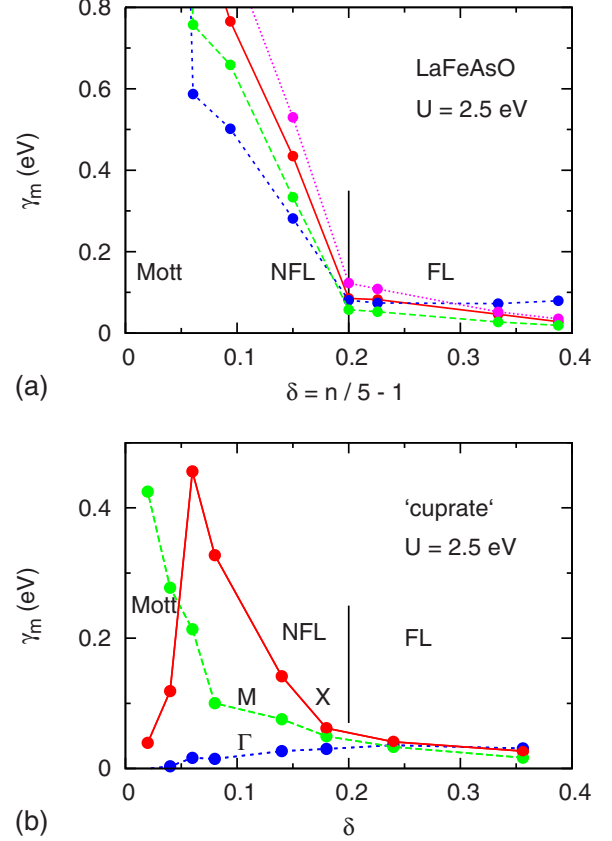 0.8
0.6
0.4
0.2
0
γm (eV)
LaFeAsO
U = 2.5 eV
Mott
NFL
FL
0
0.1
0.2
0.3
0.4
(a)
δ = n / 5 - 1
0.4
0.2
0
γm (eV)
'cuprate'
U = 2.5 eV
Mott
NFL
FL
M
X
Γ
0
0.1
0.2
0.3
0.4
(b)
δ